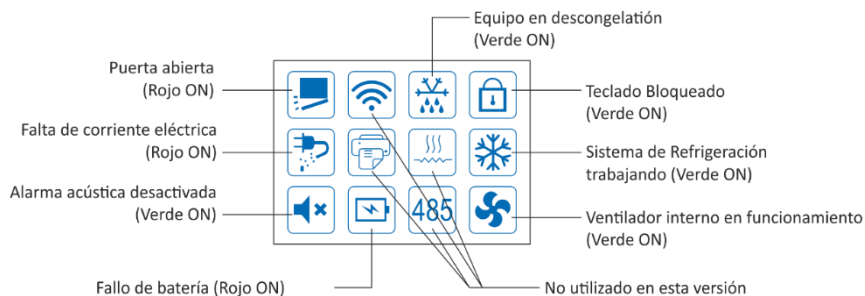 Equipo en descongelatión
(Verde ON)
Puerta abierta
(Rojo ON)
Teclado Bloqueado
(Verde ON)
Falta de corriente eléctrica
(Rojo ON)
Sistema de Refrigeración
trabajando (Verde ON)
Alarma acústica desactivada
(Verde ON)
485
Ventilador interno en funcionamiento
(Verde ON)
Fallo de batería (Rojo ON)
No utilizado en esta versión